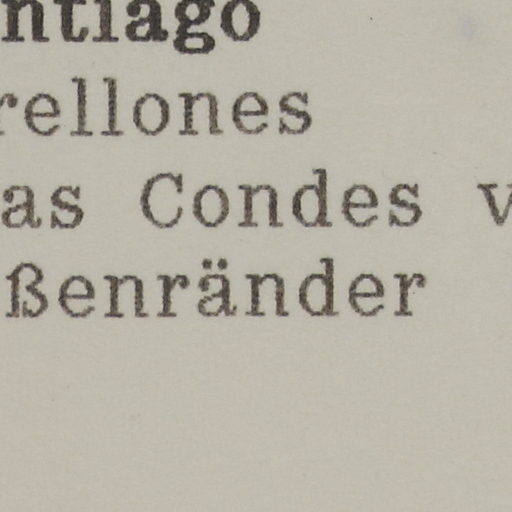 ntiago
rellones
as Condes v
ßenränder